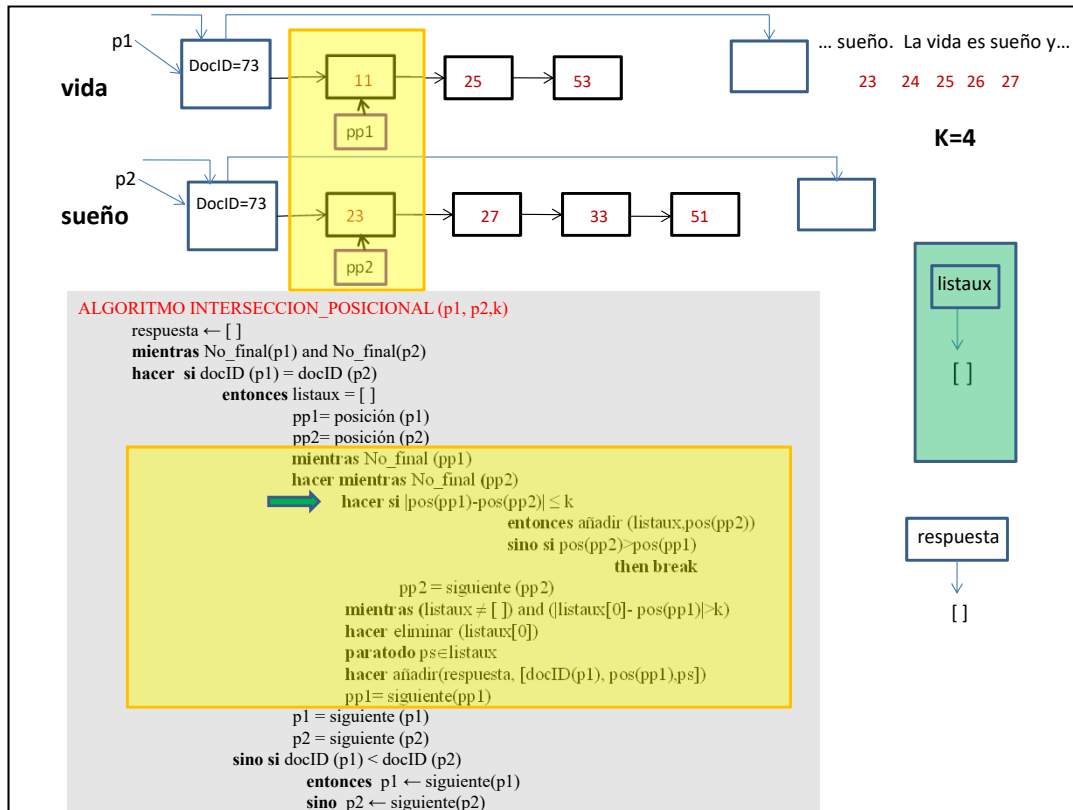 p1
DocID=73
vida
11
25
53
pp1
... sueño.  La vida es sueño y...
23 24 25 26 27
K=4
p2
DocID=73
sueño
23
27
33
51
pp2
listaux
[ ]
ALGORITMO INTERSECCION_POSICIONAL (p1, p2,k)
respuesta ← [ ]
mientras No_final(p1) and No_final(p2)
hacer si docID (p1) = docID (p2)
entonces listaux = [ ]
pp1= posición (p1)
pp2= posición (p2)
mientras No_final (pp1)
hacer mientras No_final (pp2)
hacer si |pos(pp1)-pos(pp2)| ≤ k
entonces añadir (listaux,pos(pp2))
sino si pos(pp2)>pos(pp1)
then break
pp2 = siguiente (pp2)
mientras (listaux ≠ [ ]) and (|listaux[0]- pos(pp1)|>k)
hacer eliminar (listaux[0])
paratodo ps∈listaux
hacer añadir(respuesta, [docID(p1), pos(pp1),ps])
pp1= siguiente(pp1)
p1 = siguiente (p1)
p2 = siguiente (p2)
sino si docID (p1) < docID (p2)
entonces p1 ← siguiente(p1)
sino p2 ← siguiente(p2)
respuesta
[ ]